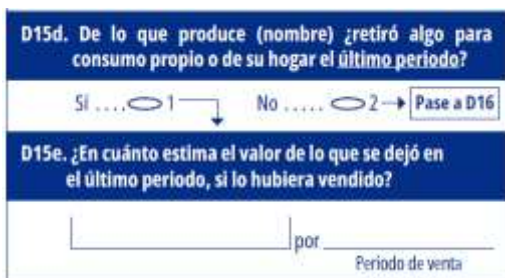 D15d. De lo que produce (nombre) ¿retiró algo para
consumo propio o de su hogar el último periodo?
Sí .... 1 No ..... 2 → Pase a D16
D15e. ¿En cuánto estima el valor de lo que se dejó en
el último periodo, si lo hubiera vendido?
por
Periodo de venta